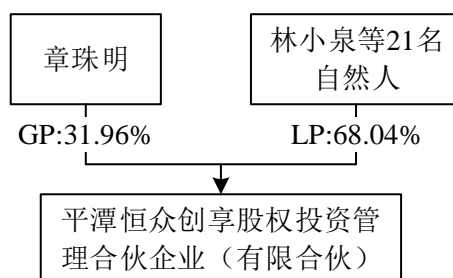 章珠明
林小泉等21名
自然人
GP:31.96%
LP:68.04%
平潭恒众创享股权投资管
理合伙企业（有限合伙）